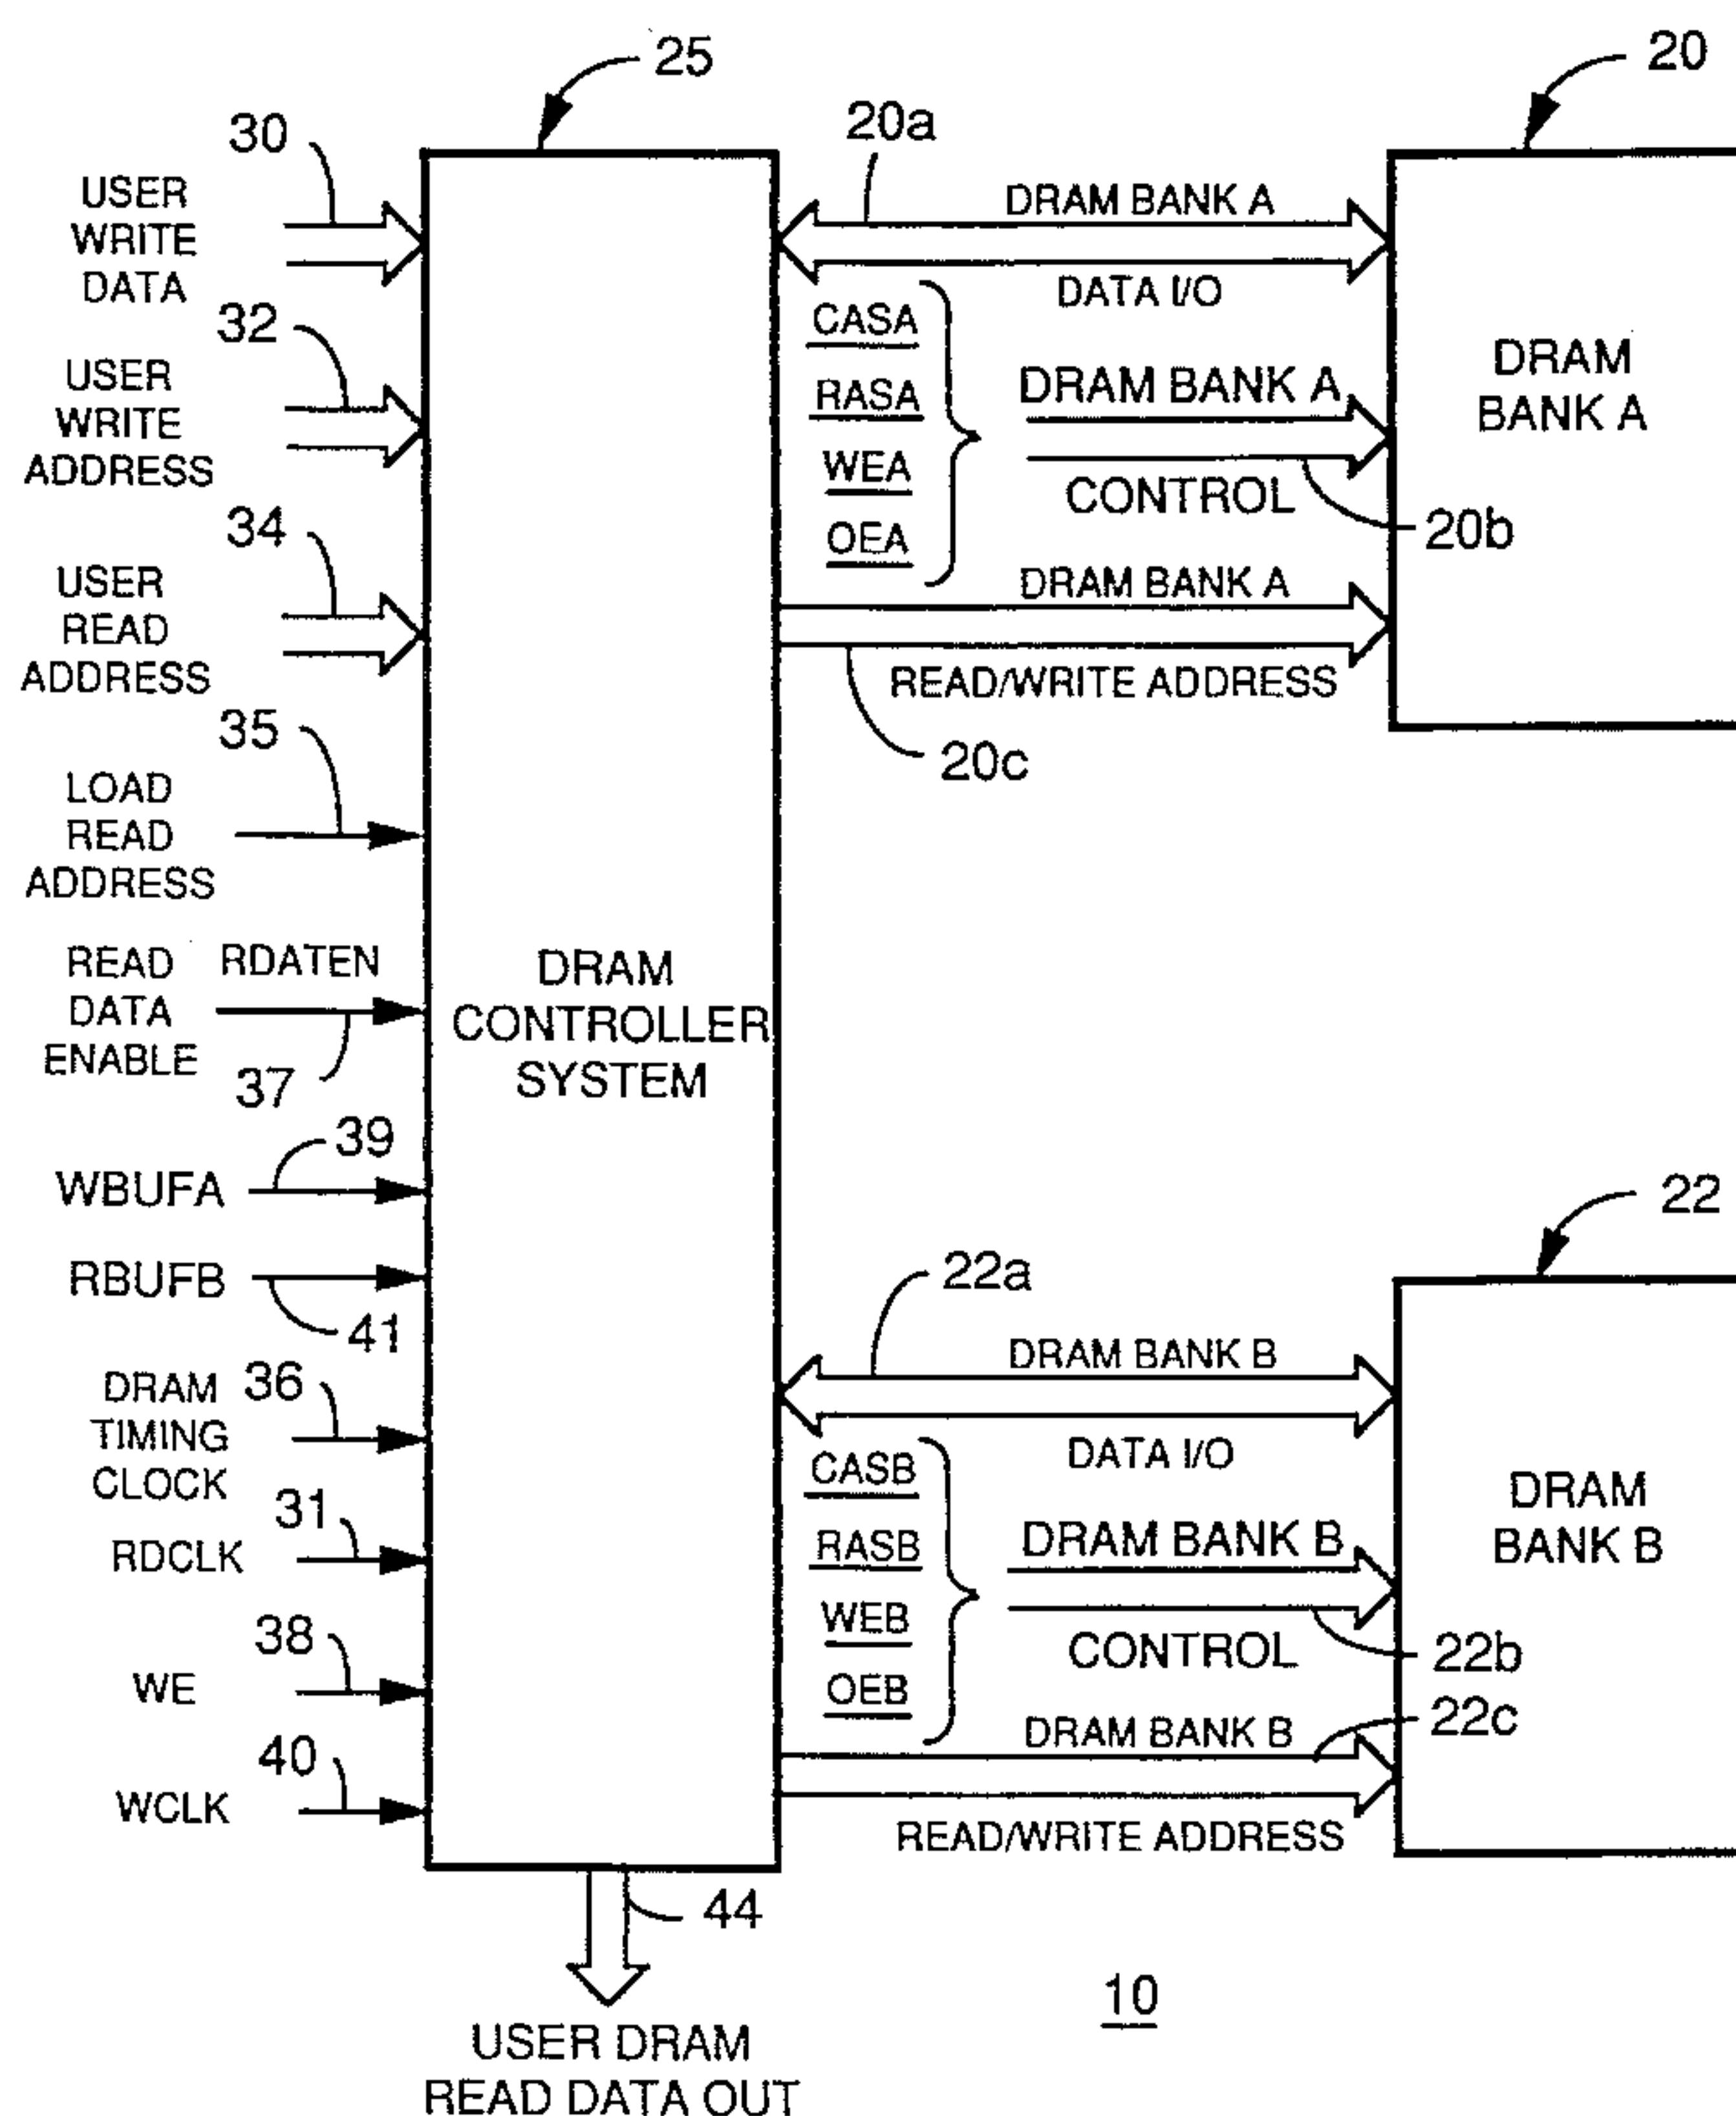 25
20
30
20a
USER
WRITE
DATA
DRAM BANK A
DATA I/O
32
CASA
DRAM
BANK A
USER
WRITE
ADDRESS
RASA
DRAM BANK A
WEA
CONTROL
20b
34
OEA
USER
READ
ADDRESS
DRAM BANK A
READ/WRITE ADDRESS
35
20c
LOAD
READ
ADDRESS
READ
DATA
ENABLE
RDATEN
37
DRAM
CONTROLLER
SYSTEM
39
WBUFA
22
RBUFB
41
22a
DRAM
TIMING
CLOCK
36
DRAM BANK B
DATA I/O
CASB
DRAM
BANK B
31
RDCLK
RASB
DRAM BANK B
38
WEB
CONTROL
22b
WE
OEB
22c
40
DRAM BANK B
WCLK
READ/WRITE ADDRESS
44
10
USER DRAM
READ DATA OUT